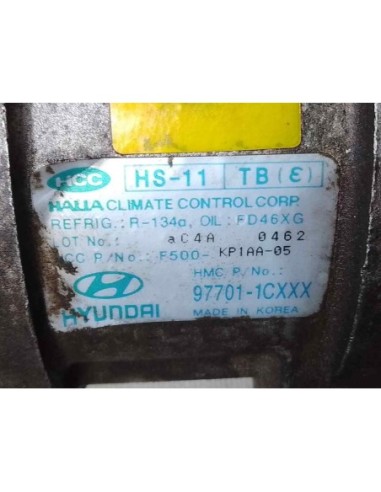 HCC HS-11 TB (ε)
HALLA CLIMATE CONTROL CORP.
REFRIG.: R-134a, OIL: FD46XG
LOT No.: aC4A 0462
HCC P/No.: F500-KP1AA-05
HMC P/No.:
97701-1CXXX
HYUNDAI MADE IN KOREA